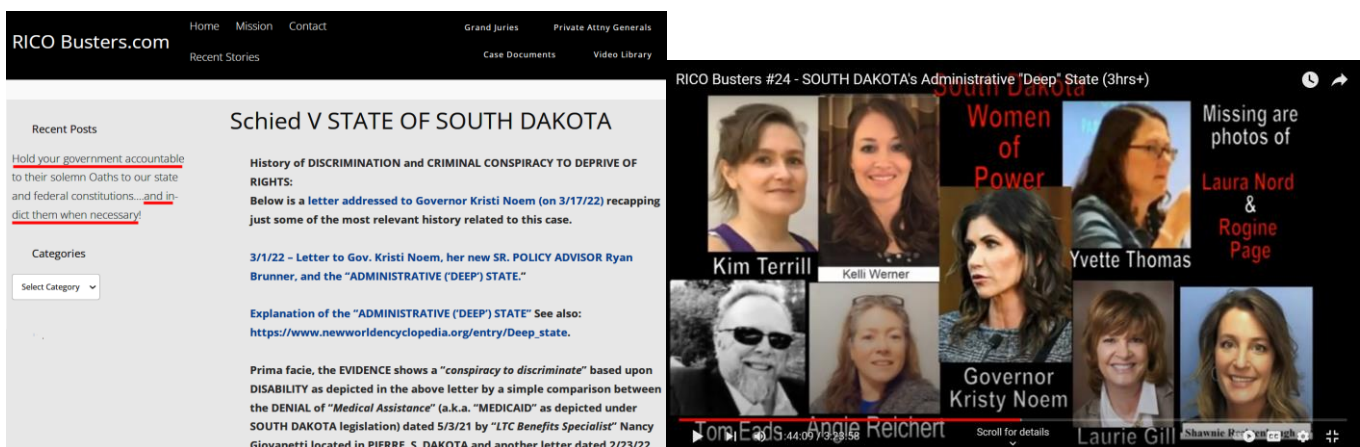 RICO Busters.com
Home Mission Contact
Recent Stories
Grand Juries Private Attny Generals
Case Documents Video Library
Recent Posts
Hold your government accountable
to their solemn Oaths to our state
and federal constitutions....and in-
dict them when necessary!
Categories
Select Category
Schied V STATE OF SOUTH DAKOTA
History of DISCRIMINATION and CRIMINAL CONSPIRACY TO DEPRIVE OF
RIGHTS:
Below is a letter addressed to Governor Kristi Noem (on 3/17/22) recapping
just some of the most relevant history related to this case.
3/1/22 – Letter to Gov. Kristi Noem, her new SR. POLICY ADVISOR Ryan
Brunner, and the “ADMINISTRATIVE (‘DEEP’) STATE.”
Explanation of the “ADMINISTRATIVE (‘DEEP’) STATE” See also:
https://www.newworldencyclopedia.org/entry/Deep_state.
Prima facie, the EVIDENCE shows a “conspiracy to discriminate” based upon
DISABILITY as depicted in the above letter by a simple comparison between
the DENIAL of “Medical Assistance” (a.k.a. “MEDICAID” as depicted under
SOUTH DAKOTA legislation) dated 5/3/21 by “LTC Benefits Specialist” Nancy
Giovanetti located in PIERRE, S. DAKOTA and another letter dated 2/23/22
RICO Busters #24 - SOUTH DAKOTA's Administrative "Deep" State (3hrs+)
South Dakota
Women
of
Power
Missing are
photos of
Laura Nord
&
Rogine
Page
Kim Terrill
Kelli Werner
Yvette Thomas
Governor
Kristy Noem
Tom Eads
Angie Reichert
Laurie Gill
Shawnie
1:44:09 / 3:23:58
Scroll for details